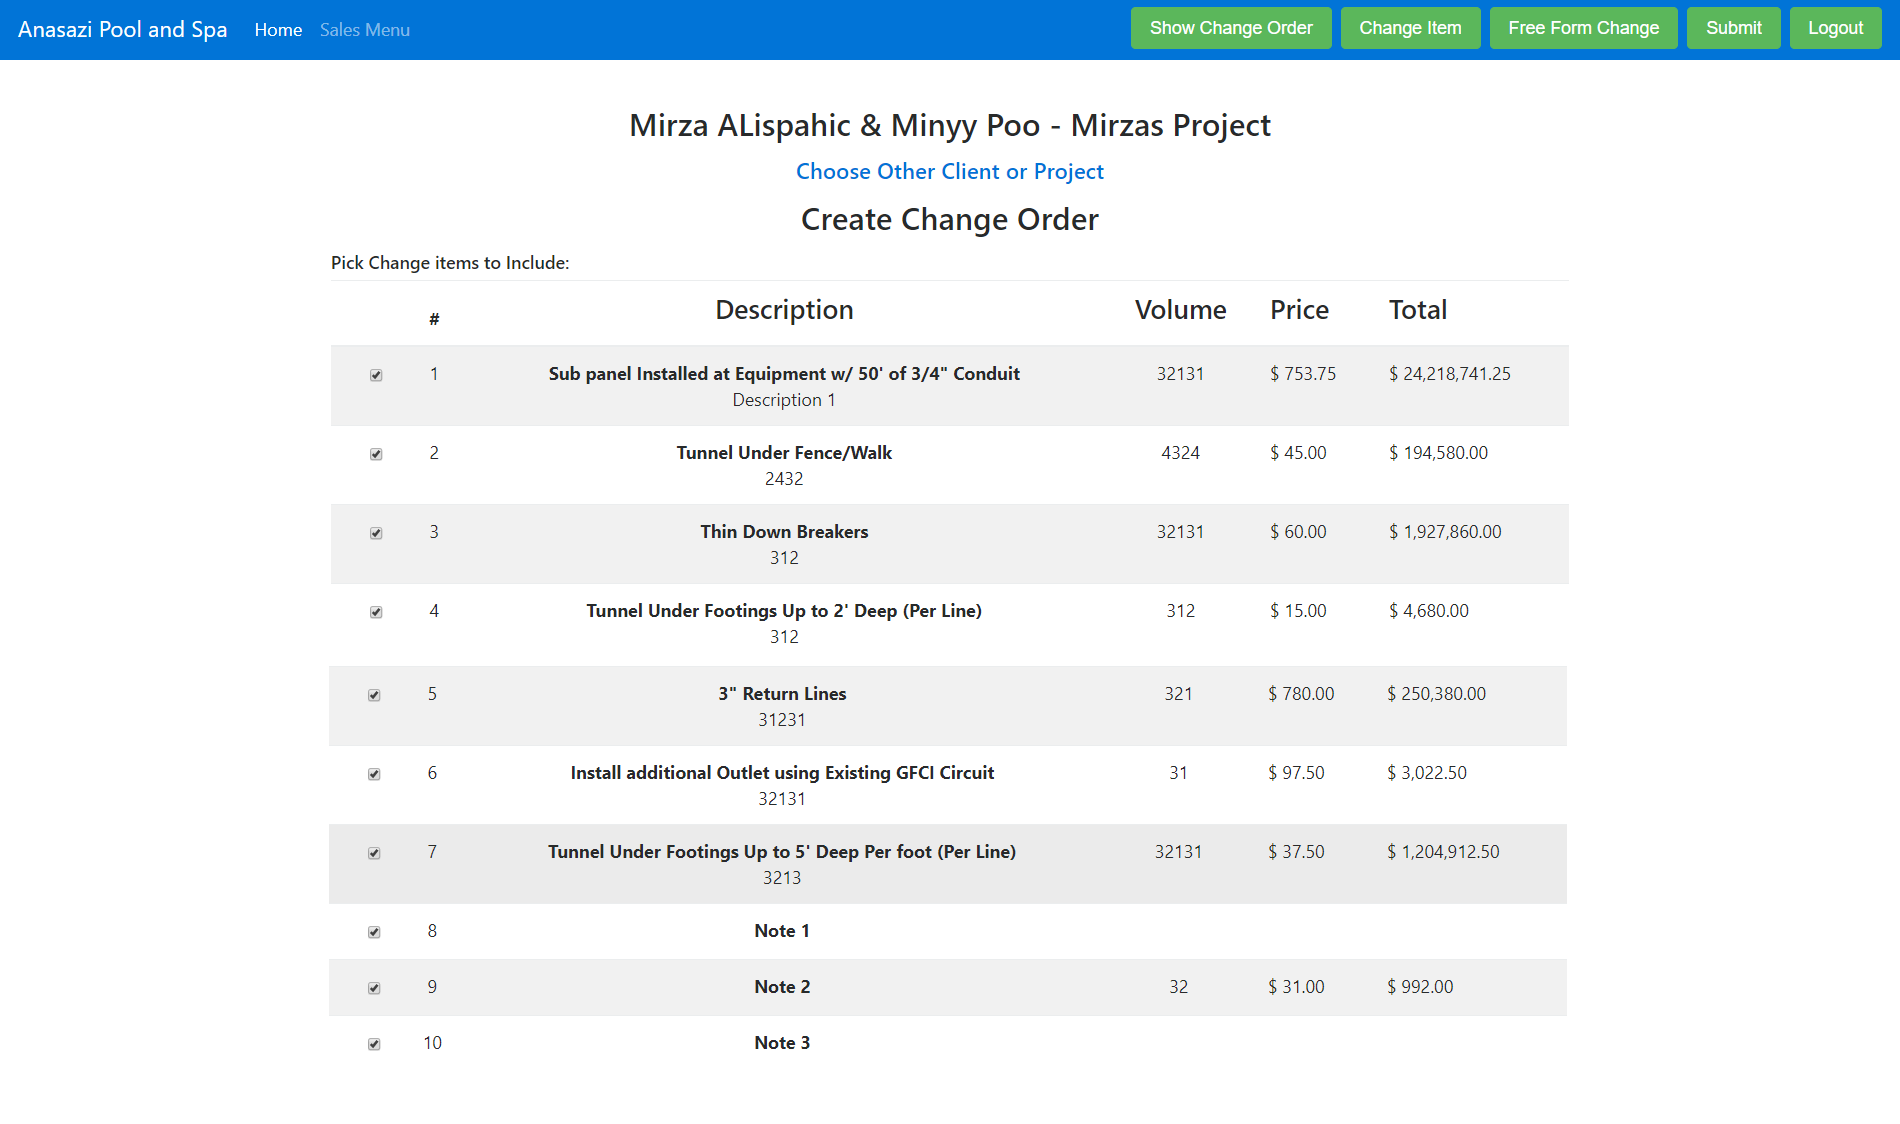 Anasazi Pool and Spa Home Sales Menu Show Change Order Change Item Free Form Change Submit Logout
Mirza ALispahic & Minyy Poo - Mirzas Project
Choose Other Client or Project
Create Change Order
Pick Change items to Include:
# Description Volume Price Total
1 Sub panel Installed at Equipment w/ 50' of 3/4" Conduit 32131 $ 753.75 $ 24,218,741.25
Description 1
2 Tunnel Under Fence/Walk 4324 $ 45.00 $ 194,580.00
2432
3 Thin Down Breakers 32131 $ 60.00 $ 1,927,860.00
312
4 Tunnel Under Footings Up to 2' Deep (Per Line) 312 $ 15.00 $ 4,680.00
312
5 3" Return Lines 321 $ 780.00 $ 250,380.00
31231
6 Install additional Outlet using Existing GFCI Circuit 31 $ 97.50 $ 3,022.50
32131
7 Tunnel Under Footings Up to 5' Deep Per foot (Per Line) 32131 $ 37.50 $ 1,204,912.50
3213
8 Note 1
9 Note 2 32 $ 31.00 $ 992.00
10 Note 3